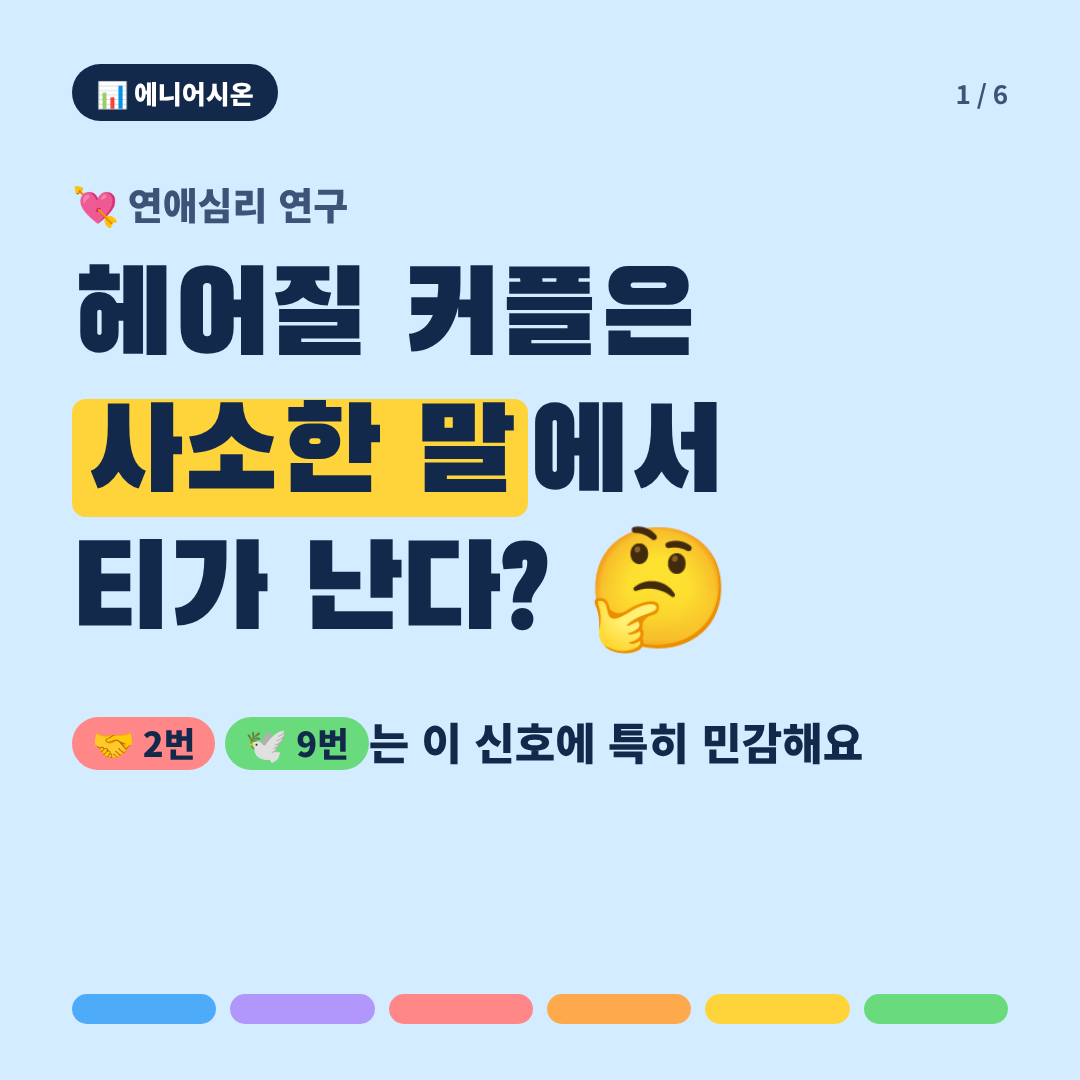 📊 에니어시온
1 / 6
💘 연애심리 연구
헤어질 커플은
사소한 말에서
티가 난다? 🤔
🤝 2번 🕊️ 9번는 이 신호에 특히 민감해요